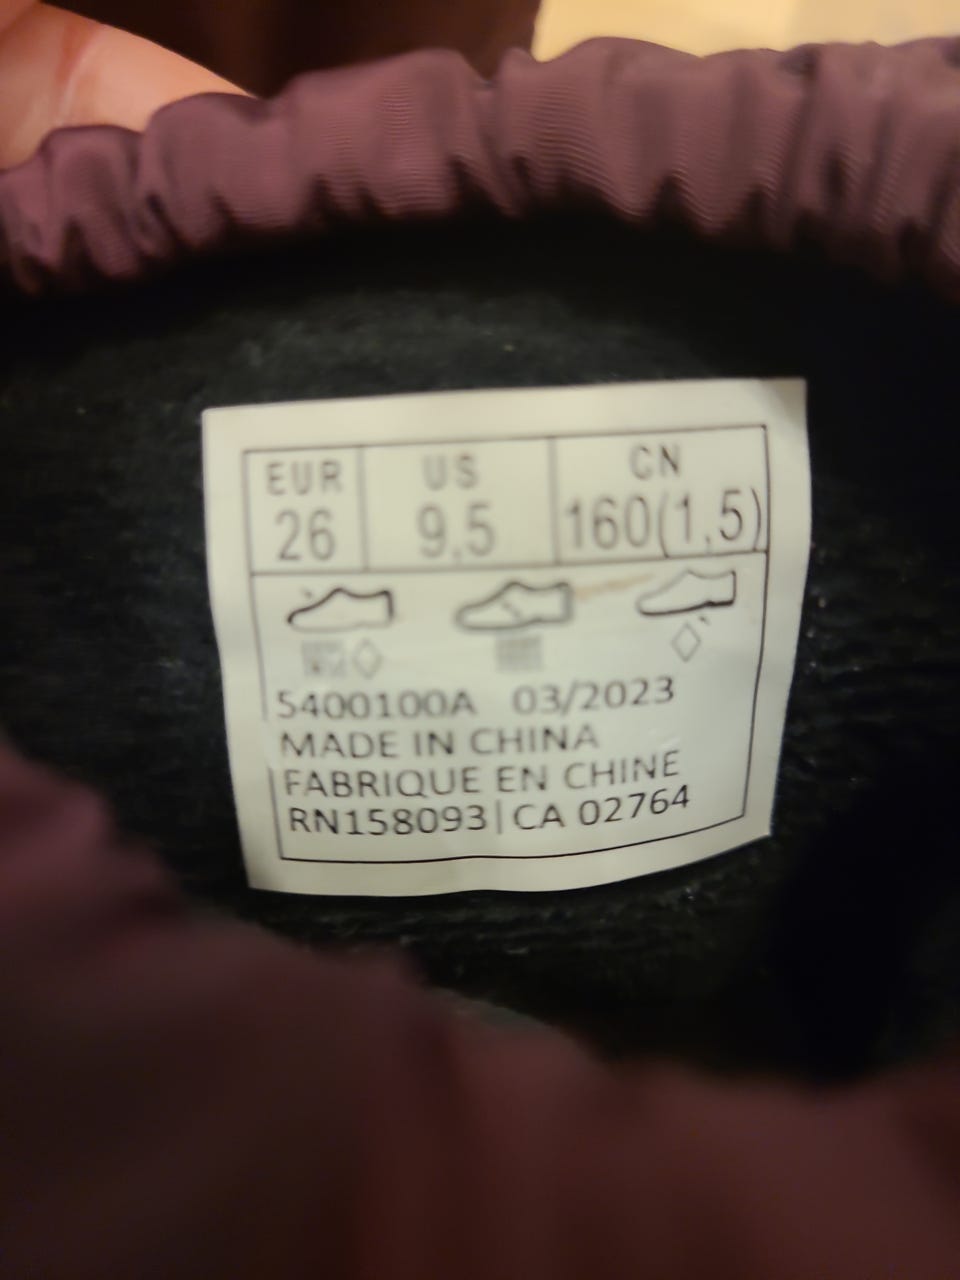 EUR US CN
26 9.5 160(1.5)
5400100A 03/2023
MADE IN CHINA
FABRIQUE EN CHINE
RN158093|CA 02764